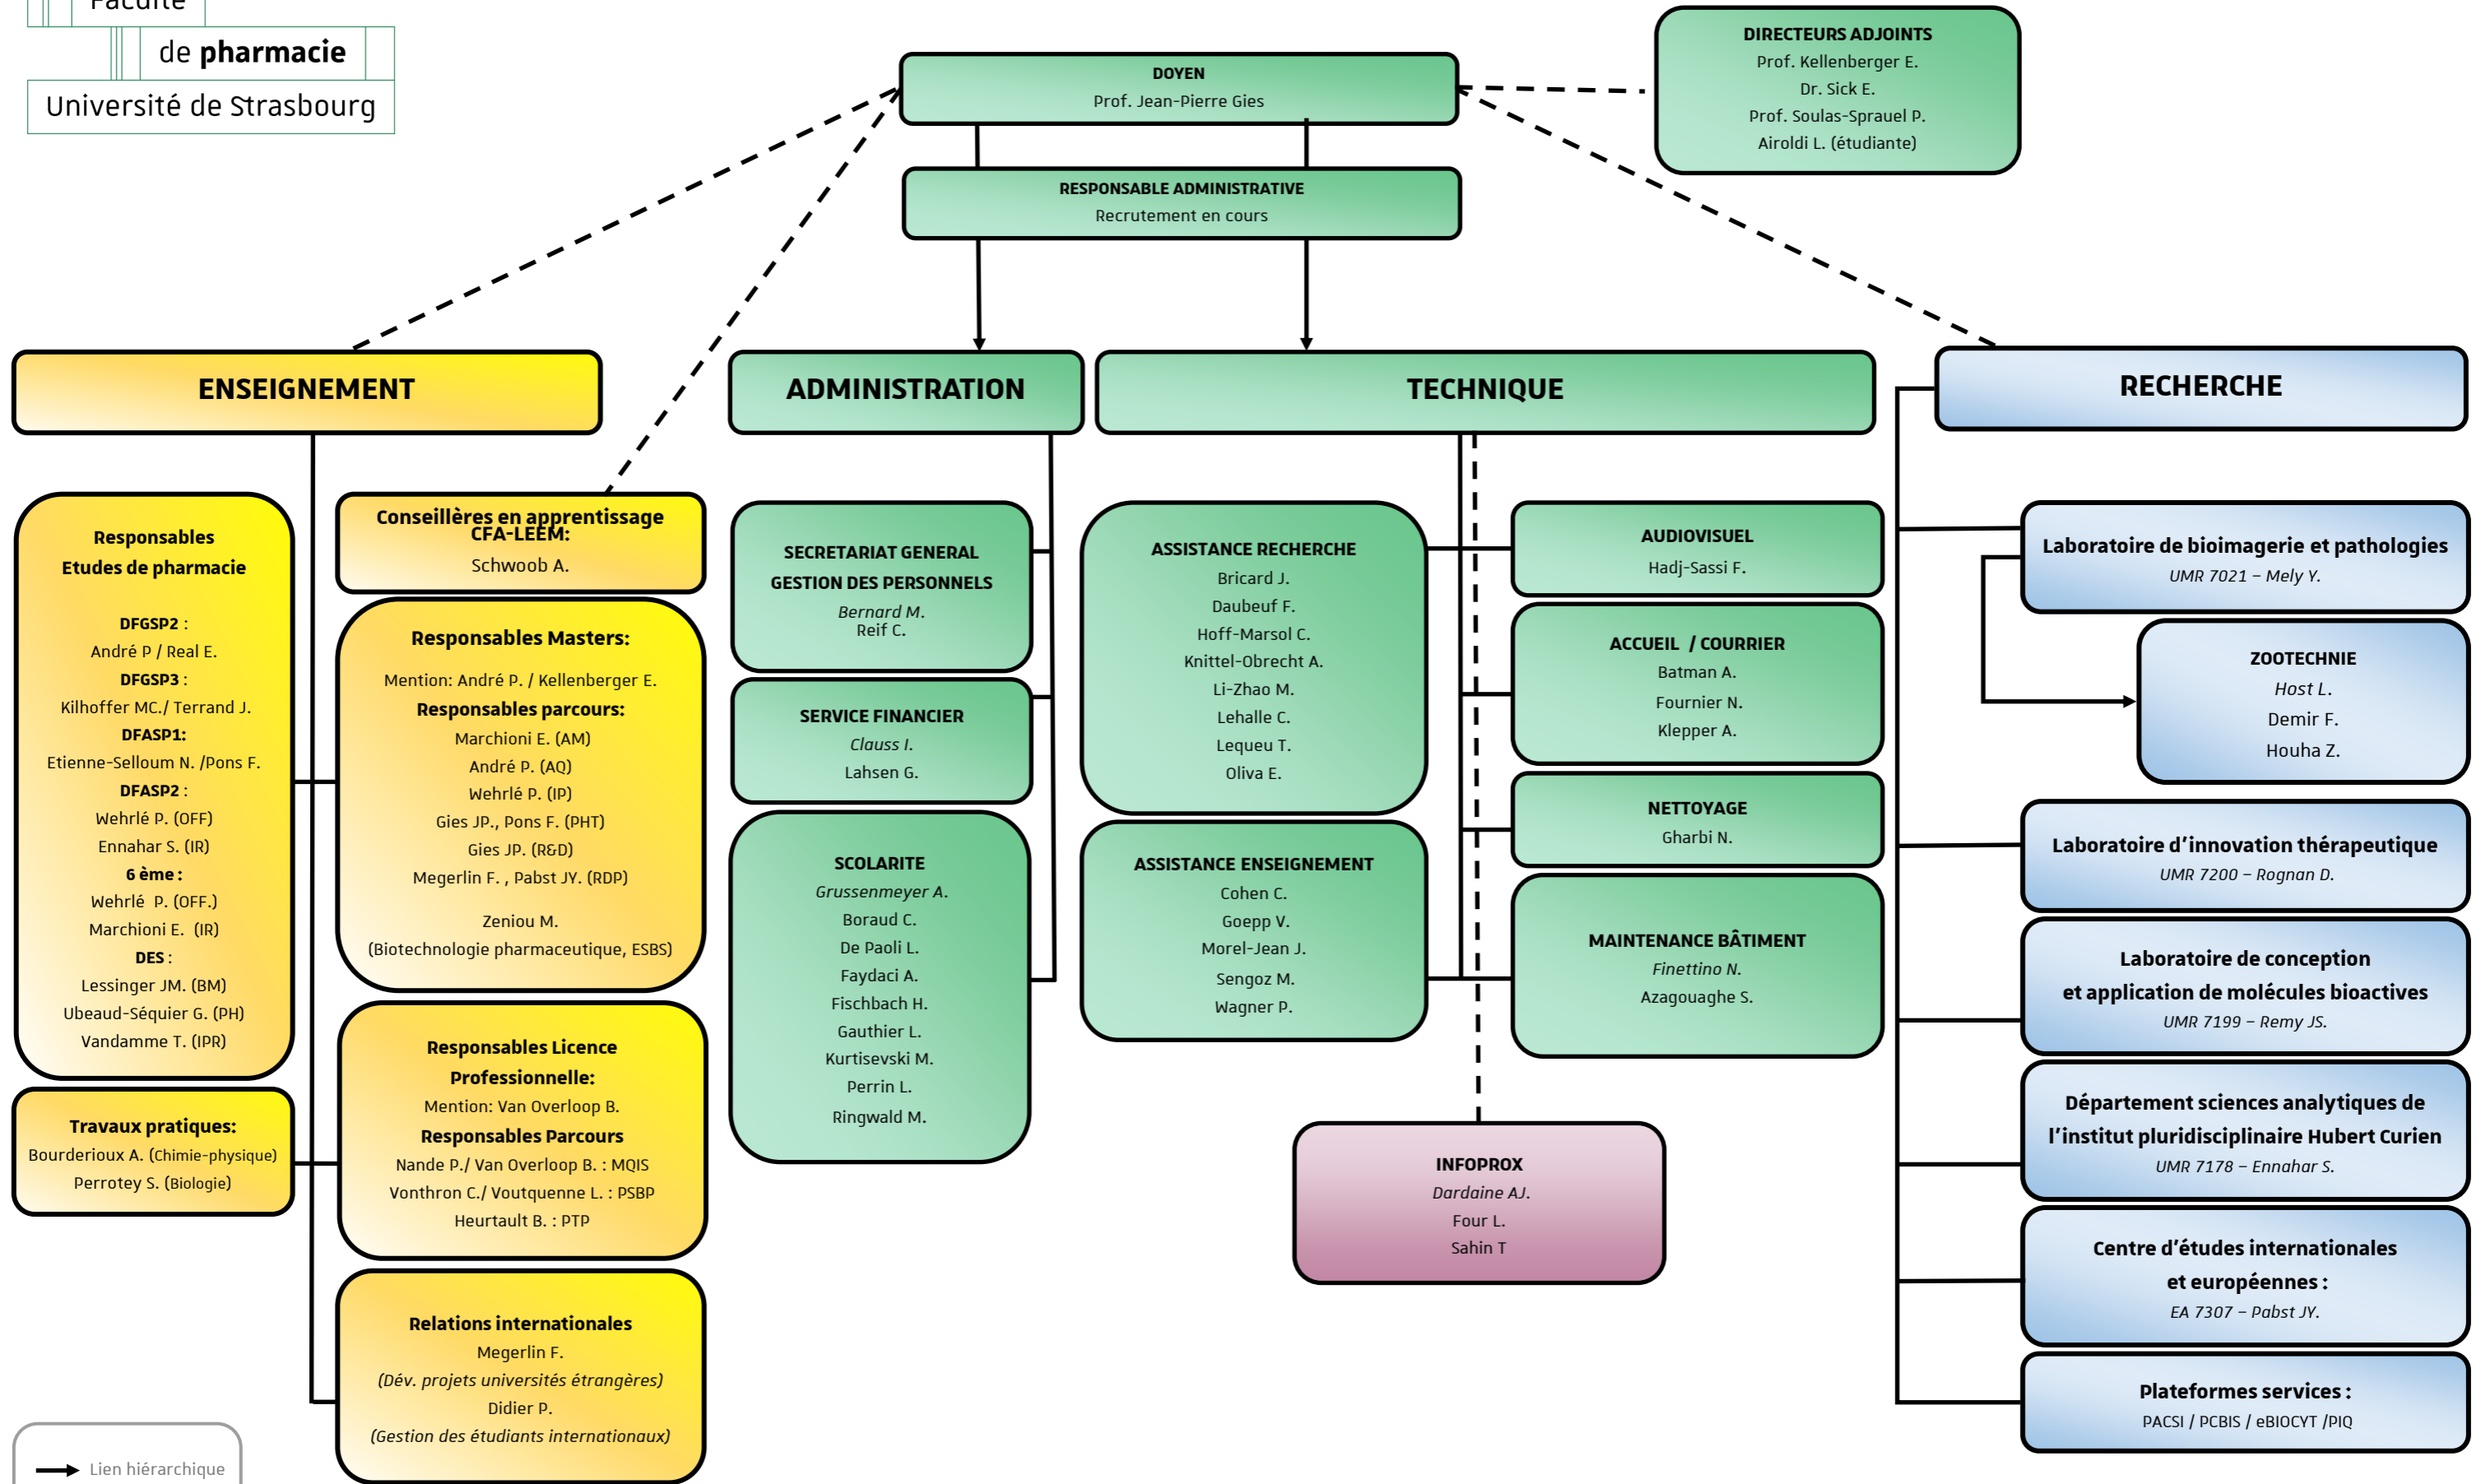 Faculté
de pharmacie
Université de Strasbourg
DOYEN
Prof. Jean-Pierre Gies
DIRECTEURS ADJOINTS
Prof. Kellenberger E.
Dr. Sick E.
Prof. Soulas-Sprauel P.
Airoldi L. (étudiante)
RESPONSABLE ADMINISTRATIVE
Recrutement en cours
ENSEIGNEMENT
Responsables
Etudes de pharmacie
DFGSP2 :
André P / Real E.
DFGSP3 :
Kilhoffer MC./ Terrand J.
DFASP1:
Etienne-Selloum N. /Pons F.
DFASP2 :
Wehrlé P. (OFF)
Ennahar S. (IR)
6 ème :
Wehrlé P. (OFF.)
Marchioni E. (IR)
DES :
Lessinger JM. (BM)
Ubeaud-Séquier G. (PH)
Vandamme T. (IPR)
Travaux pratiques:
Bourderioux A. (Chimie-physique)
Perrotey S. (Biologie)
Conseillères en apprentissage
CFA-LEEM:
Schwoob A.
Responsables Masters:
Mention: André P. / Kellenberger E.
Responsables parcours:
Marchioni E. (AM)
André P. (AQ)
Wehrlé P. (IP)
Gies JP., Pons F. (PHT)
Gies JP. (R&D)
Megerlin F. , Pabst JY. (RDP)
Zeniou M.
(Biotechnologie pharmaceutique, ESBS)
Responsables Licence
Professionnelle:
Mention: Van Overloop B.
Responsables Parcours
Nande P./ Van Overloop B. : MQIS
Vonthron C./ Voutquenne L. : PSBP
Heurtault B. : PTP
Relations internationales
Megerlin F.
(Dév. projets universités étrangères)
Didier P.
(Gestion des étudiants internationaux)
ADMINISTRATION
SECRETARIAT GENERAL
GESTION DES PERSONNELS
Bernard M.
Reif C.
SERVICE FINANCIER
Clauss I.
Lahsen G.
SCOLARITE
Grussenmeyer A.
Boraud C.
De Paoli L.
Faydaci A.
Fischbach H.
Gauthier L.
Kurtisevski M.
Perrin L.
Ringwald M.
TECHNIQUE
ASSISTANCE RECHERCHE
Bricard J.
Daubeuf F.
Hoff-Marsol C.
Knittel-Obrecht A.
Li-Zhao M.
Lehalle C.
Lequeu T.
Oliva E.
ASSISTANCE ENSEIGNEMENT
Cohen C.
Goepp V.
Morel-Jean J.
Sengoz M.
Wagner P.
AUDIOVISUEL
Hadj-Sassi F.
ACCUEIL / COURRIER
Batman A.
Fournier N.
Klepper A.
NETTOYAGE
Gharbi N.
MAINTENANCE BÂTIMENT
Finettino N.
Azagouaghe S.
INFOPROX
Dardaine AJ.
Four L.
Sahin T
RECHERCHE
Laboratoire de bioimagerie et pathologies
UMR 7021 – Mely Y.
ZOOTECHNIE
Host L.
Demir F.
Houha Z.
Laboratoire d'innovation thérapeutique
UMR 7200 – Rognan D.
Laboratoire de conception
et application de molécules bioactives
UMR 7199 – Remy JS.
Département sciences analytiques de
l'institut pluridisciplinaire Hubert Curien
UMR 7178 – Ennahar S.
Centre d'études internationales
et européennes :
EA 7307 – Pabst JY.
Plateformes services :
PACSI / PCBIS / eBIOCYT /PIQ
Lien hiérarchique